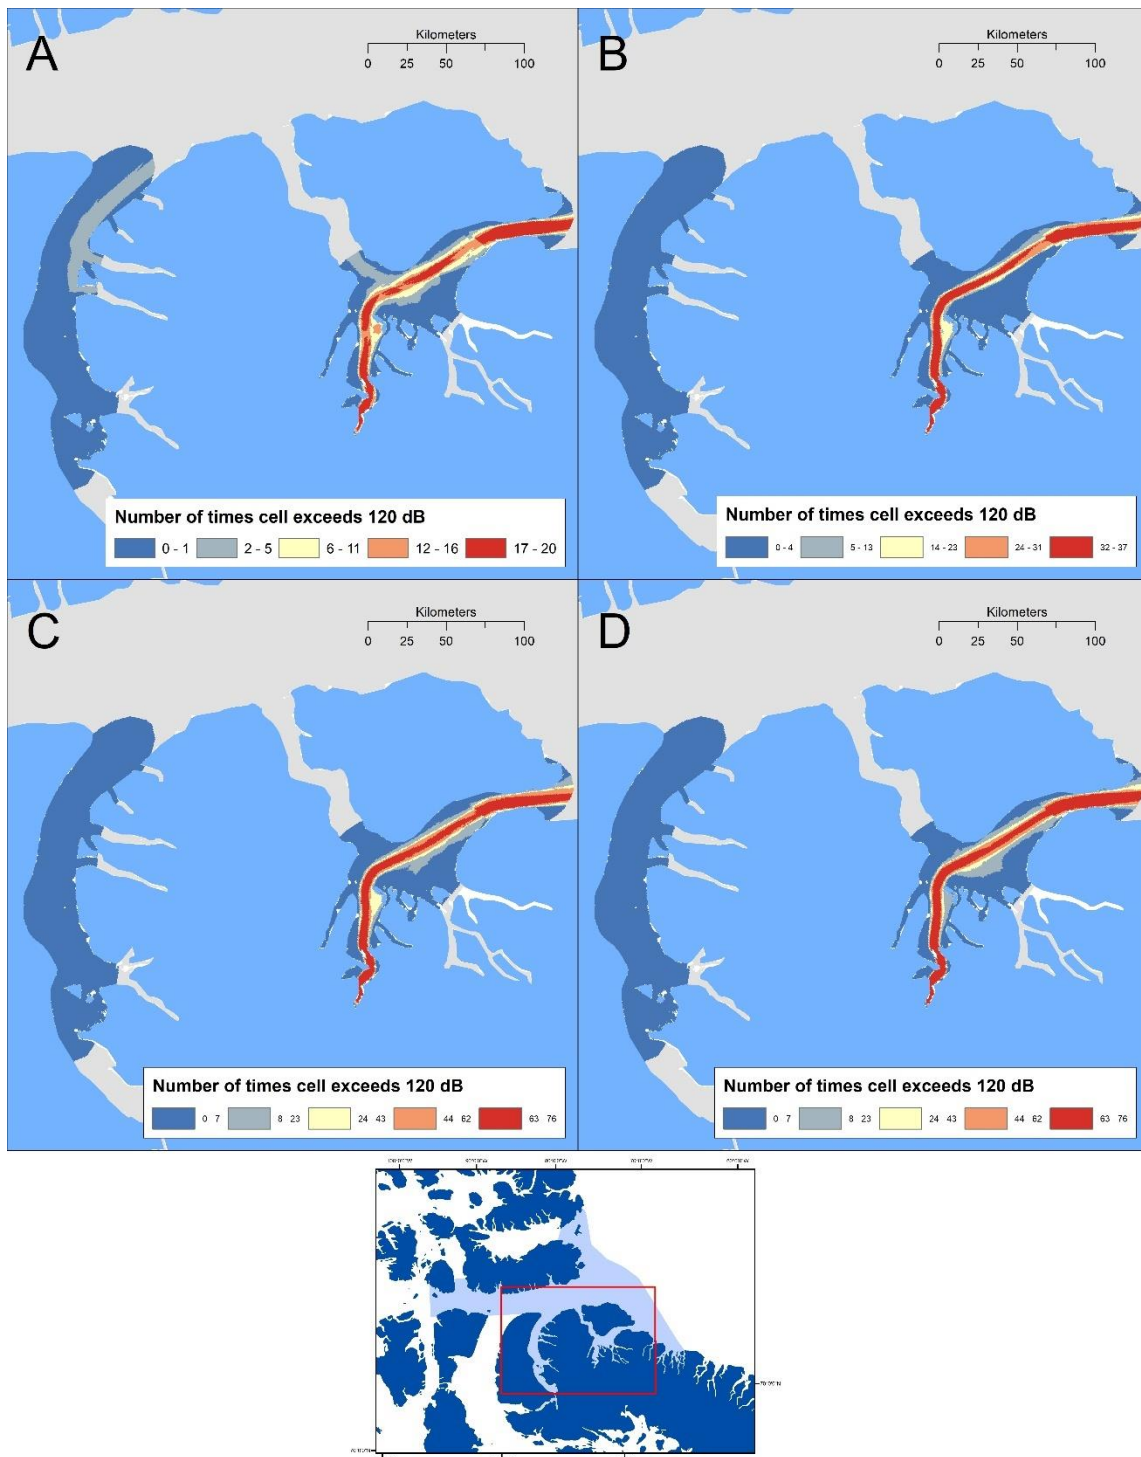 A
Kilometers
0 25 50 100
Number of times cell exceeds 120 dB
0 - 1 2 - 5 6 - 11 12 - 16 17 - 20
B
Kilometers
0 25 50 100
Number of times cell exceeds 120 dB
0 - 4 5 - 13 14 - 23 24 - 31 32 - 37
C
Kilometers
0 25 50 100
Number of times cell exceeds 120 dB
0 7 8 23 24 43 44 62 63 76
D
Kilometers
0 25 50 100
Number of times cell exceeds 120 dB
0 7 8 23 24 43 44 62 63 76